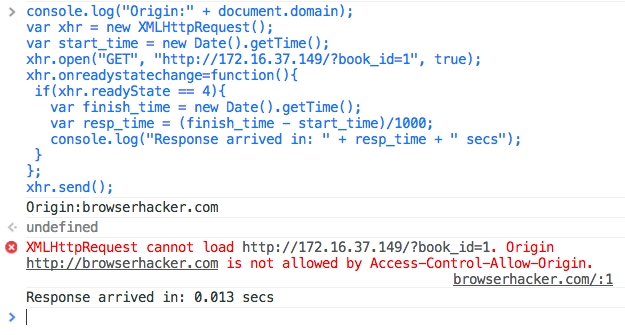 > console.log("Origin:" + document.domain);
var xhr = new XMLHttpRequest();
var start_time = new Date().getTime();
xhr.open("GET", "http://172.16.37.149/?book_id=1", true);
xhr.onreadystatechange=function(){
 if(xhr.readyState == 4){
  var finish_time = new Date().getTime();
  var resp_time = (finish_time - start_time)/1000;
  console.log("Response arrived in: " + resp_time + " secs");
 }
};
xhr.send();
Origin:browserhacker.com
undefined
XMLHttpRequest cannot load http://172.16.37.149/?book_id=1. Origin
http://browserhacker.com is not allowed by Access-Control-Allow-Origin.
browserhacker.com/:1
Response arrived in: 0.013 secs
>